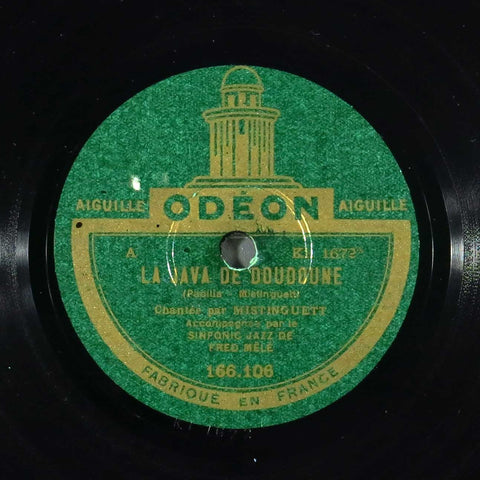 ODÉON
AIGUILLE
AIGUILLE
A
KI 1672
LA JAVA DE DOUDOUNE
(Padilla - Mistinguett)
Chantée par MISTINGUETT
Accompagnée par le
SINFONIC JAZZ DE
FRED MÉLÉ
166.106
FABRIQUÉ EN FRANCE